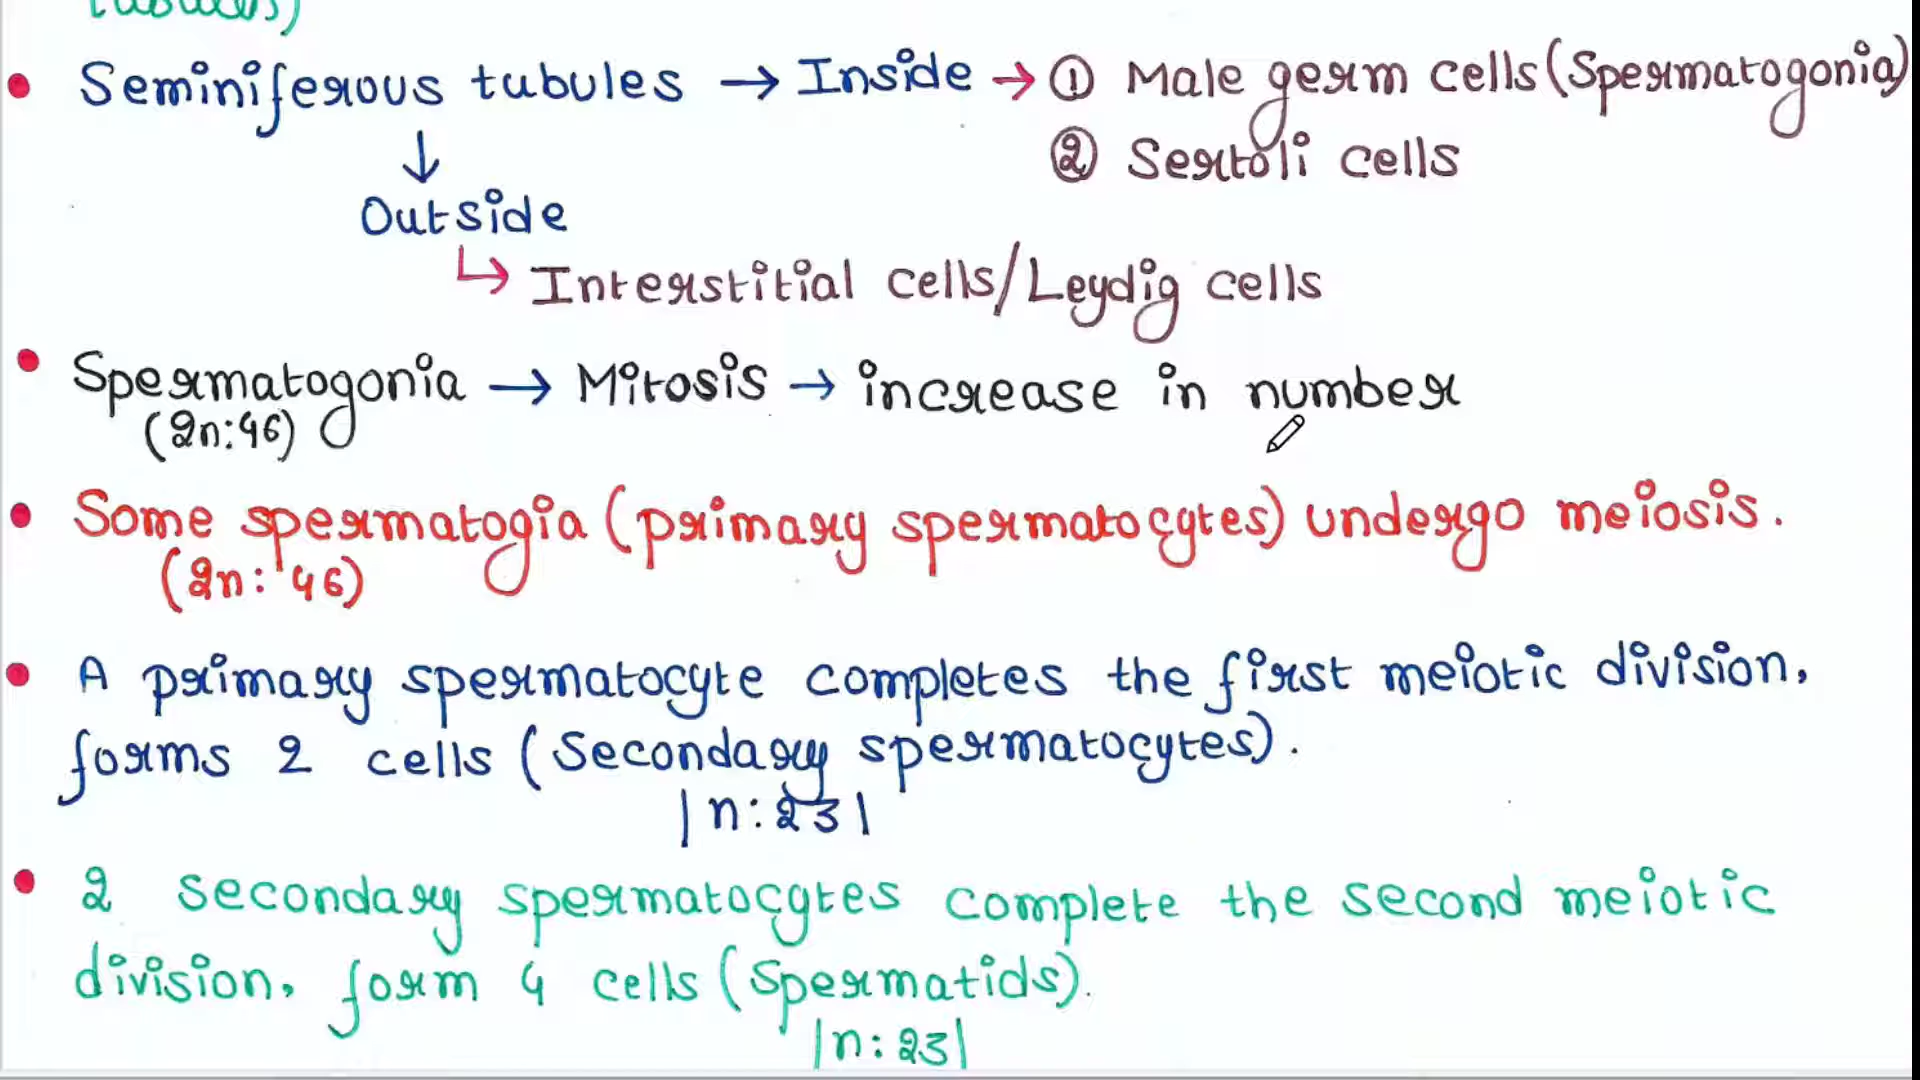 tubules)
• Seminiferous tubules → Inside → ① Male germ cells (Spermatogonia)
② Sertoli cells
↓
Outside
↳ Interstitial cells/Leydig cells
• Spermatogonia → Mitosis → increase in number
(2n:46)
• Some spermatogia (primary spermatocytes) undergo meiosis.
(2n: 46)
• A primary spermatocyte completes the first meiotic division,
forms 2 cells (Secondary spermatocytes).
|n:23|
• 2 secondary spermatocytes complete the second meiotic
division, form 4 cells (Spermatids).
|n: 23|